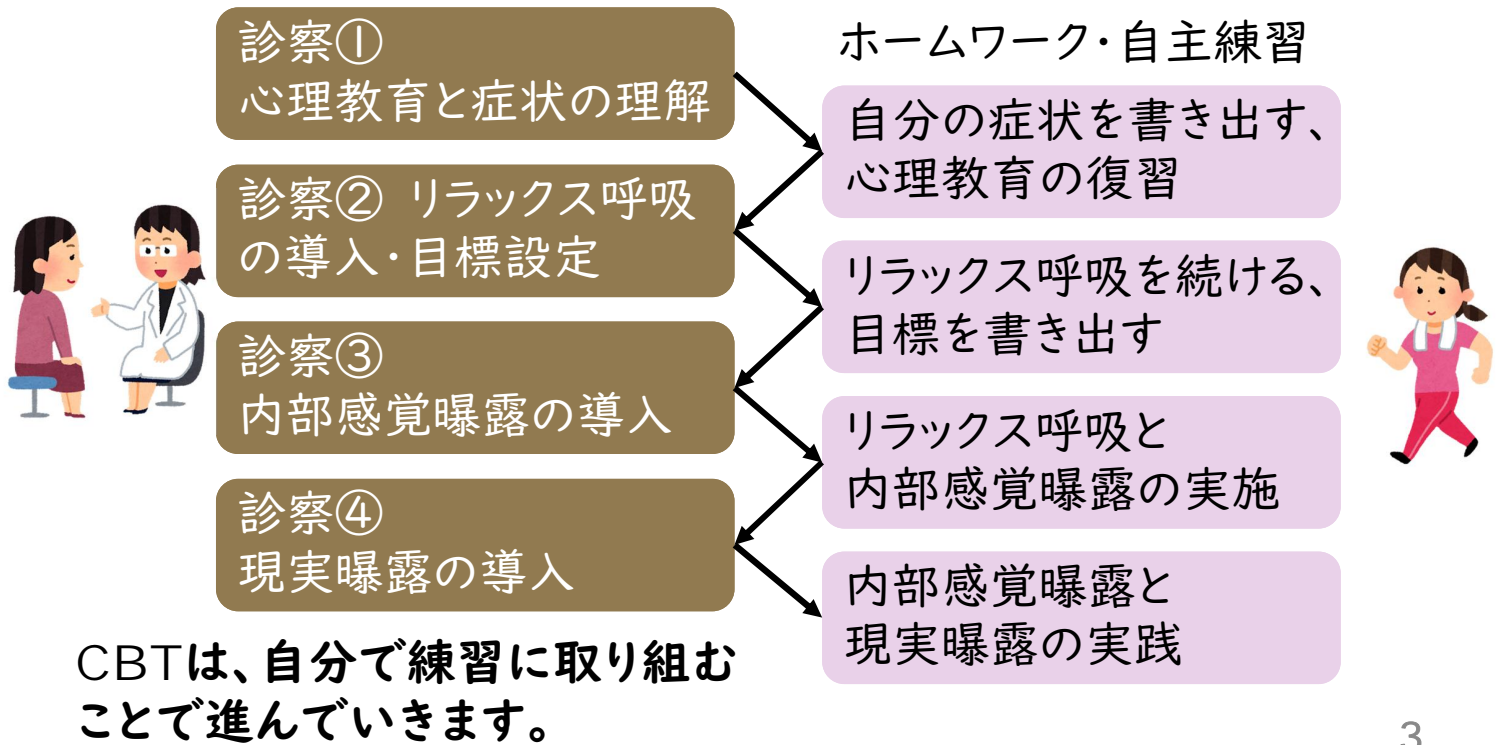 診察①
心理教育と症状の理解
ホームワーク・自主練習
自分の症状を書き出す、
心理教育の復習
診察② リラックス呼吸
の導入・目標設定
リラックス呼吸を続ける、
目標を書き出す
診察③
内部感覚曝露の導入
リラックス呼吸と
内部感覚曝露の実施
診察④
現実曝露の導入
内部感覚曝露と
現実曝露の実践
CBTは、自分で練習に取り組む
ことで進んでいきます。
3